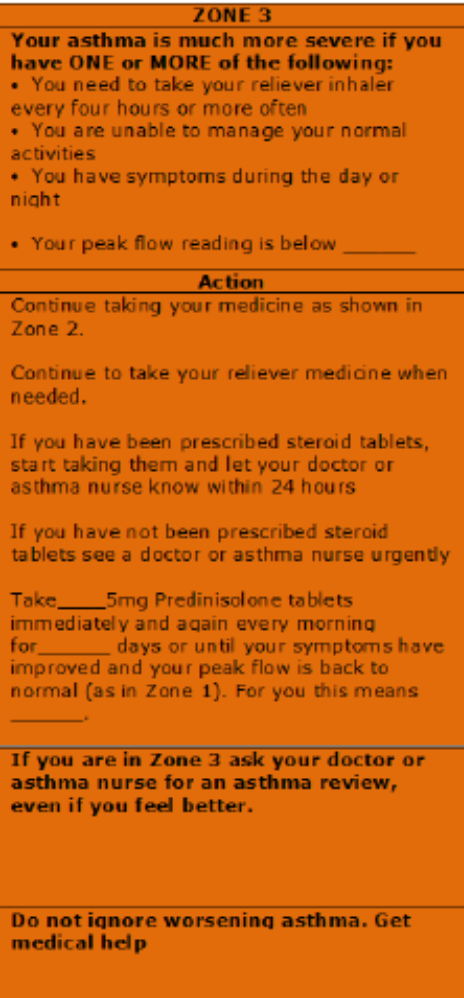 ZONE 3
Your asthma is much more severe if you
have ONE or MORE of the following:
• You need to take your reliever inhaler
every four hours or more often
• You are unable to manage your normal
activities
• You have symptoms during the day or
night
• Your peak flow reading is below _______
Action
Continue taking your medicine as shown in
Zone 2.
Continue to take your reliever medicine when
needed.
If you have been prescribed steroid tablets,
start taking them and let your doctor or
asthma nurse know within 24 hours
If you have not been prescribed steroid
tablets see a doctor or asthma nurse urgently
Take____5mg Predinisolone tablets
immediately and again every morning
for______ days or until your symptoms have
improved and your peak flow is back to
normal (as in Zone 1). For you this means
______.
If you are in Zone 3 ask your doctor or
asthma nurse for an asthma review,
even if you feel better.
Do not ignore worsening asthma. Get
medical help